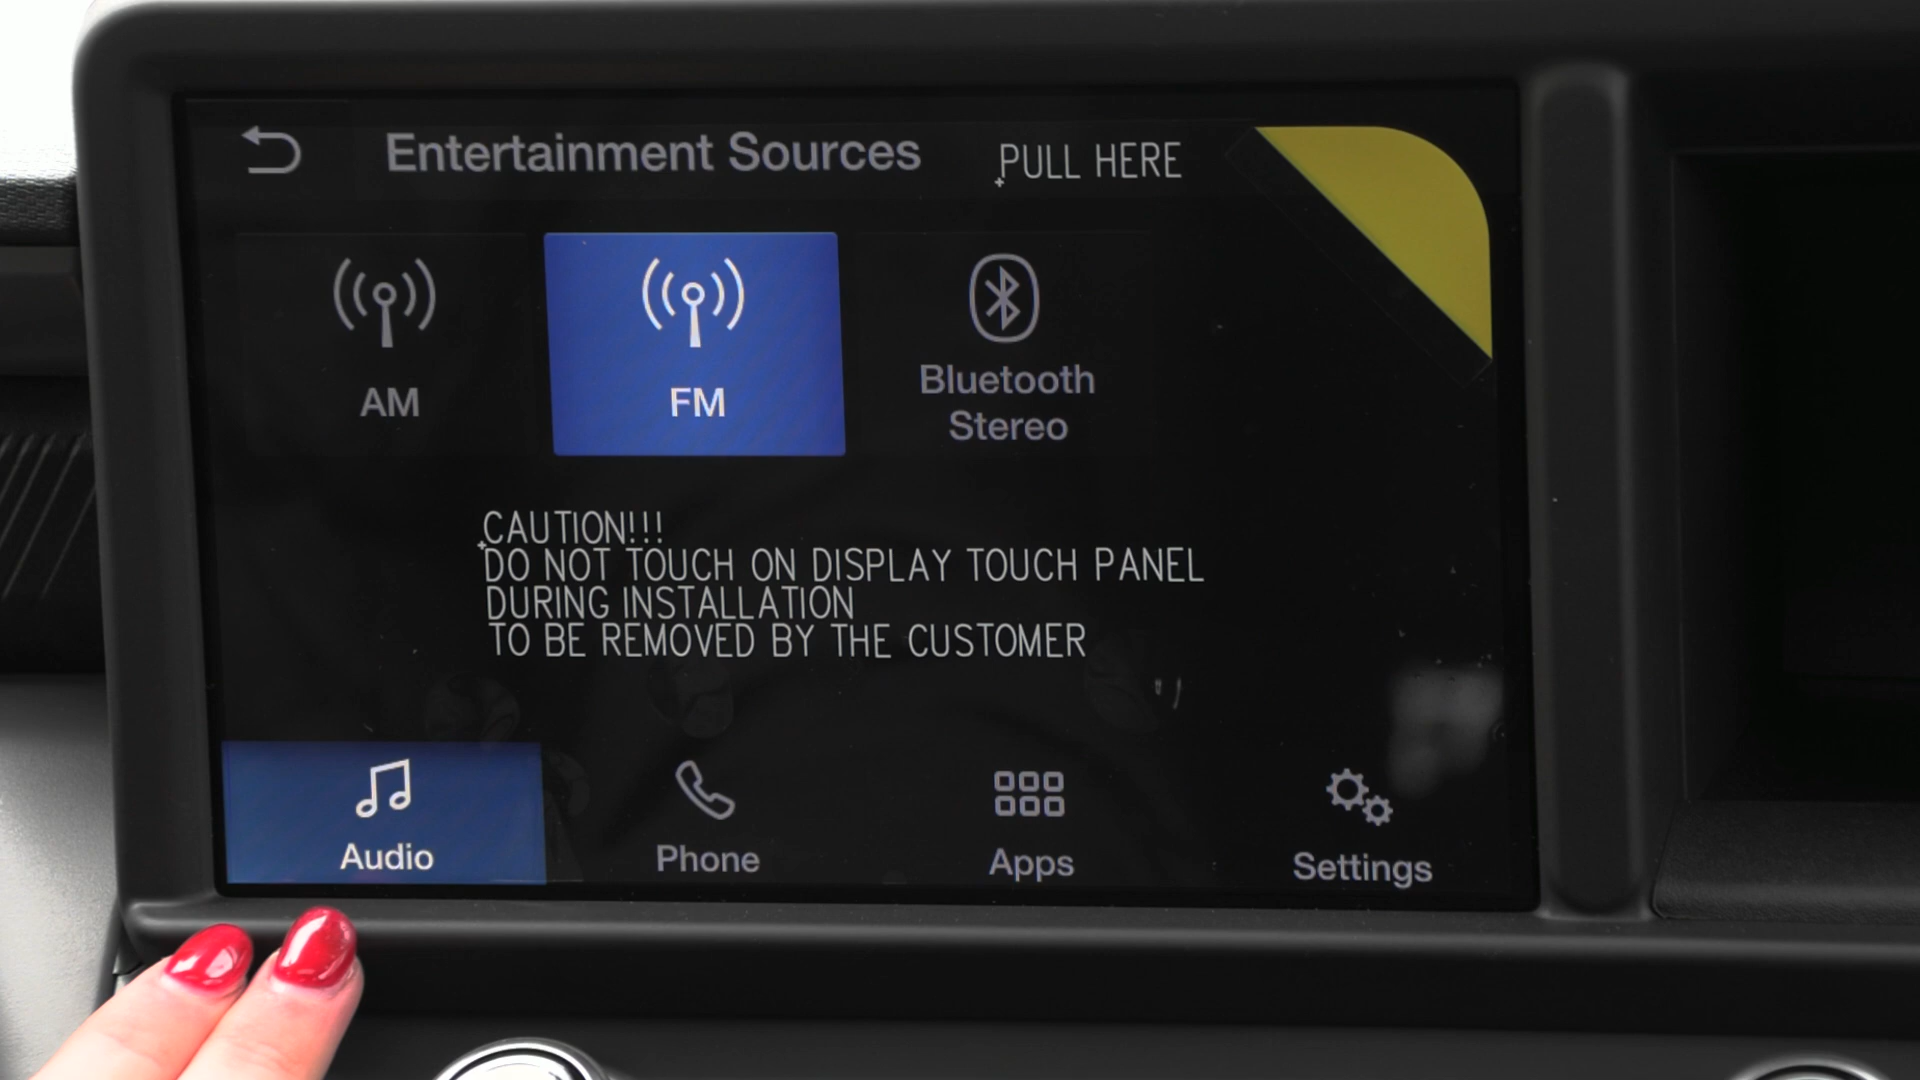 Entertainment Sources
PULL HERE
AM
FM
Bluetooth
Stereo
CAUTION!!!
DO NOT TOUCH ON DISPLAY TOUCH PANEL
DURING INSTALLATION
TO BE REMOVED BY THE CUSTOMER
Audio
Phone
Apps
Settings